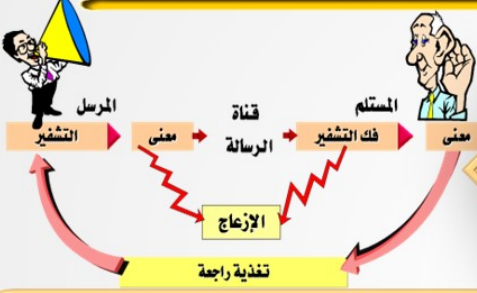 المرسل
المستلم
قناة
الرسالة
التشفير
معنى
فك التشفير
معنى
الإزعاج
تغذية راجعة